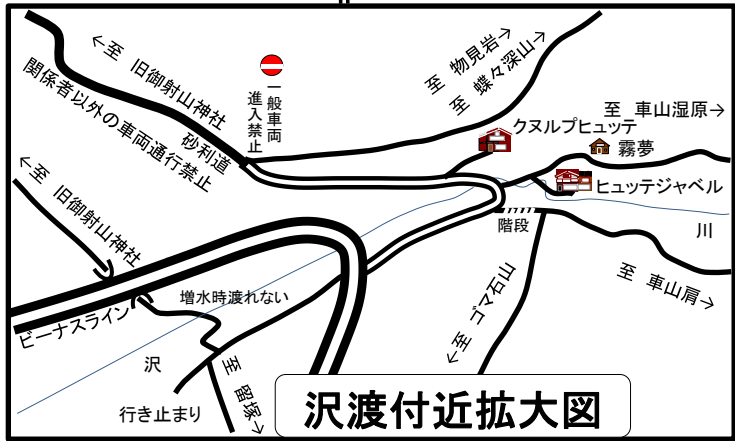 ←至 旧御射山神社
関係者以外の車両通行禁止
砂利道
一般車両
進入禁止
至 物見岩→
至 蝶々深山→
至 車山湿原→
クヌルプヒュッテ
霧夢
ヒュッテジャベル
川
階段
至 車山肩→
←至 ゴマ石山
←至 旧御射山神社
ビーナスライン
増水時渡れない
沢
至 留塚→
行き止まり
沢渡付近拡大図